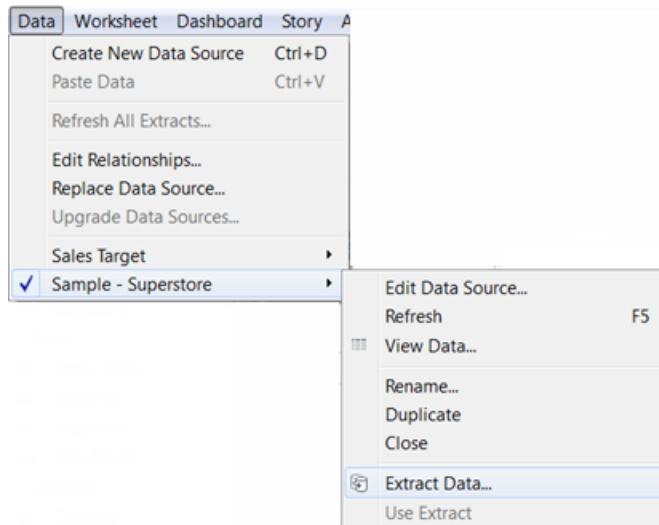 Data Worksheet Dashboard Story
Create New Data Source Ctrl+D
Paste Data Ctrl+V
Refresh All Extracts...
Edit Relationships...
Replace Data Source...
Upgrade Data Sources...
Sales Target
Sample - Superstore
Edit Data Source...
Refresh F5
View Data...
Rename...
Duplicate
Close
Extract Data...
Use Extract